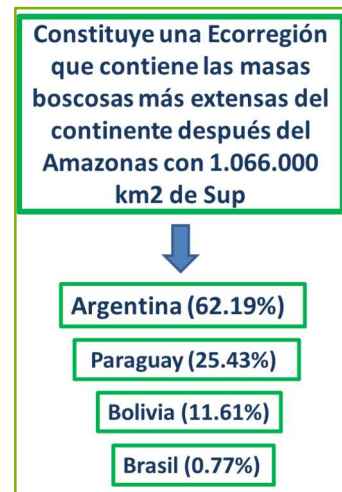 Constituye una Ecorregión
que contiene las masas
boscosas más extensas del
continente después del
Amazonas con 1.066.000
km2 de Sup
Argentina (62.19%)
Paraguay (25.43%)
Bolivia (11.61%)
Brasil (0.77%)